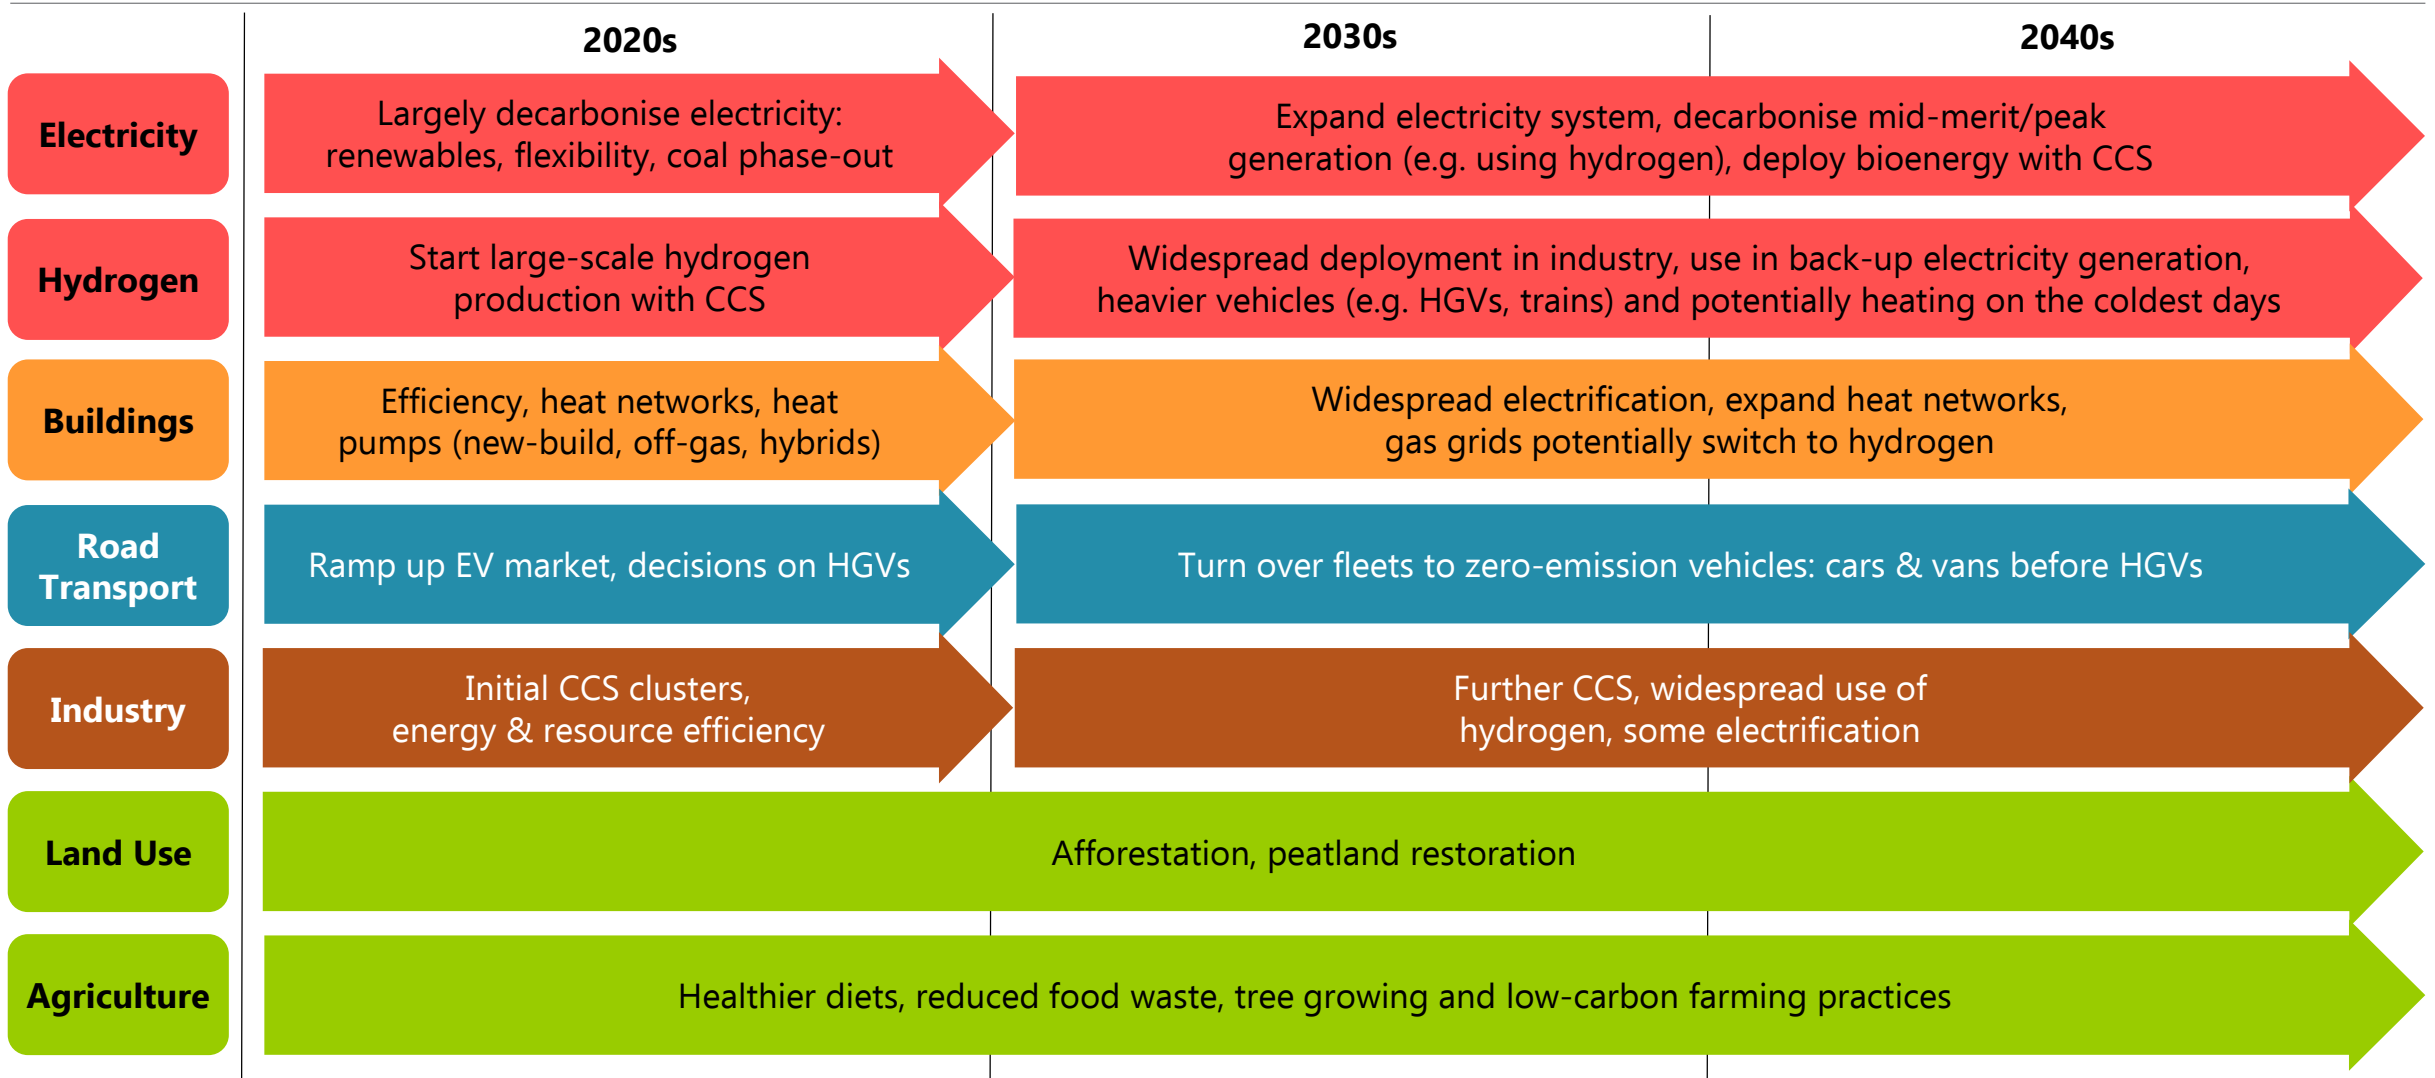 2020s
2030s
2040s
Electricity
Largely decarbonise electricity:
renewables, flexibility, coal phase-out
Expand electricity system, decarbonise mid-merit/peak
generation (e.g. using hydrogen), deploy bioenergy with CCS
Hydrogen
Start large-scale hydrogen
production with CCS
Widespread deployment in industry, use in back-up electricity generation,
heavier vehicles (e.g. HGVs, trains) and potentially heating on the coldest days
Buildings
Efficiency, heat networks, heat
pumps (new-build, off-gas, hybrids)
Widespread electrification, expand heat networks,
gas grids potentially switch to hydrogen
Road
Transport
Ramp up EV market, decisions on HGVs
Turn over fleets to zero-emission vehicles: cars & vans before HGVs
Industry
Initial CCS clusters,
energy & resource efficiency
Further CCS, widespread use of
hydrogen, some electrification
Land Use
Afforestation, peatland restoration
Agriculture
Healthier diets, reduced food waste, tree growing and low-carbon farming practices